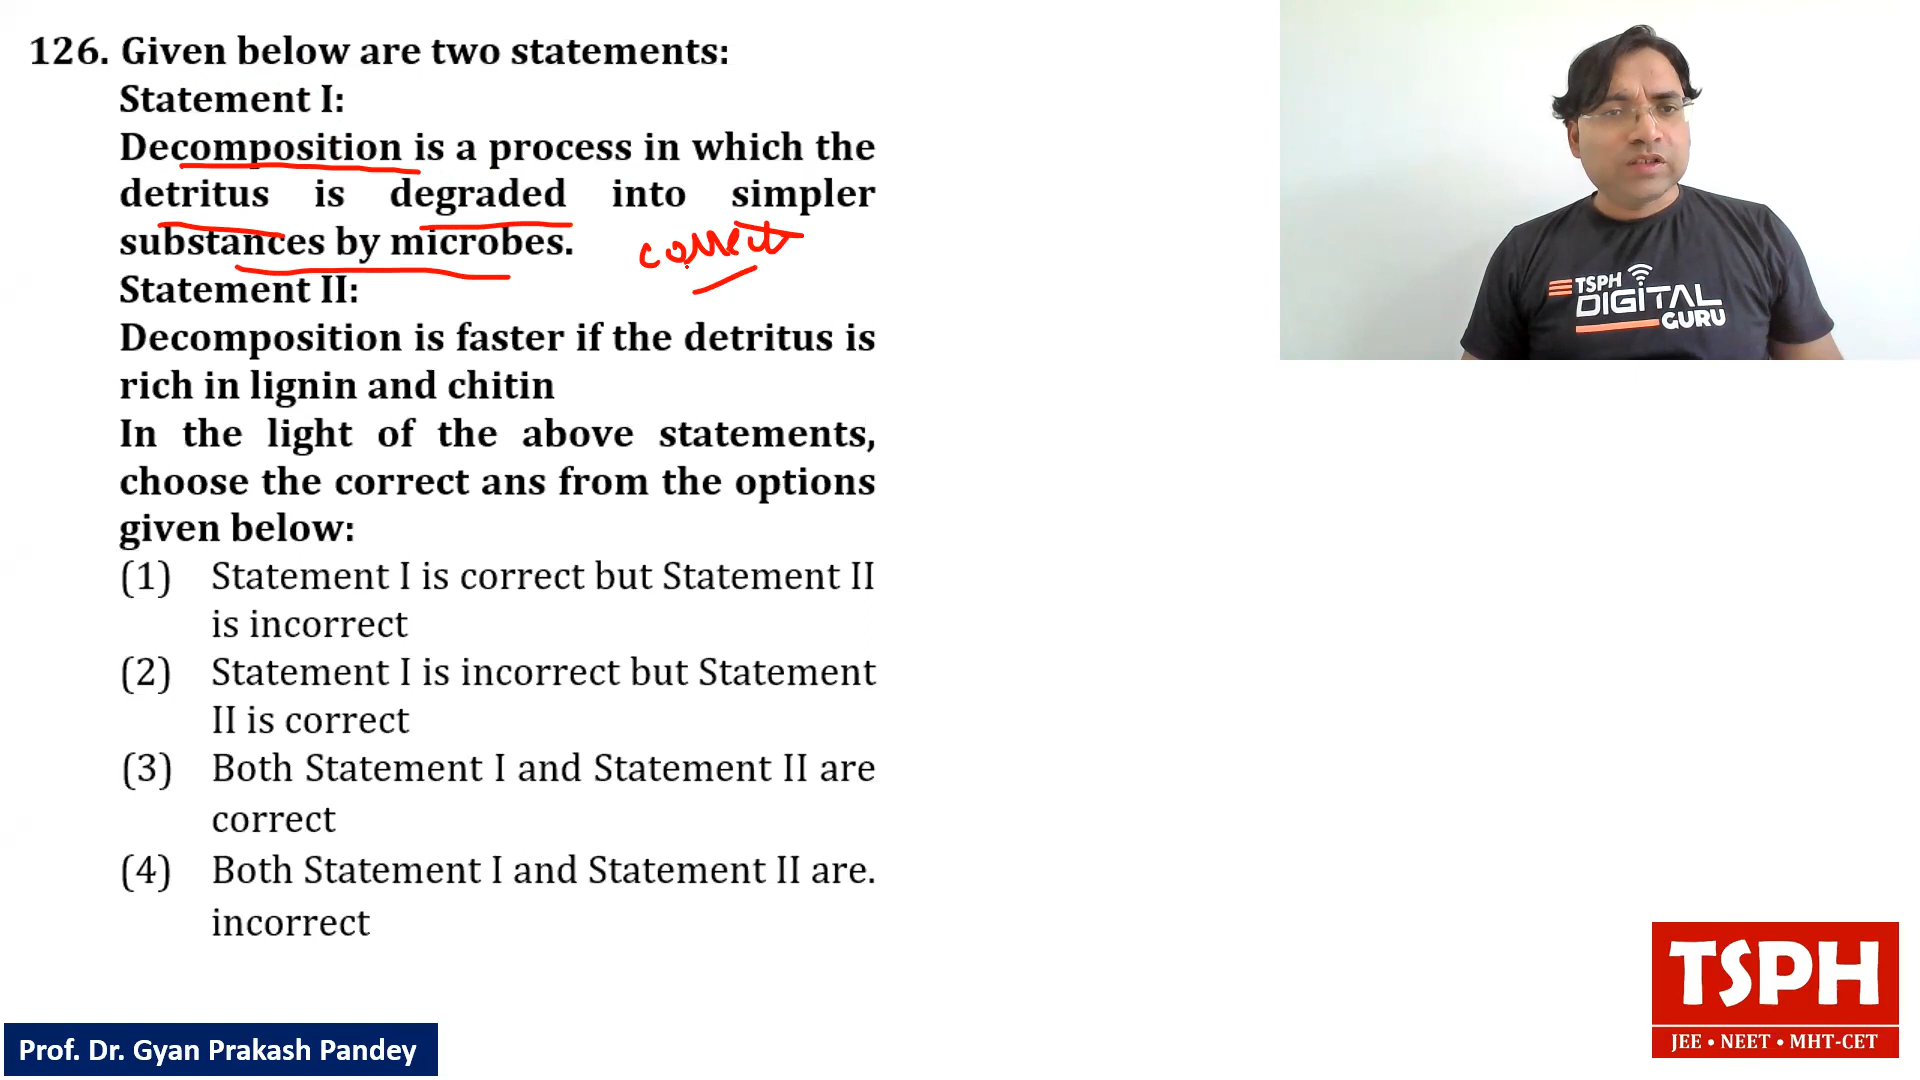 126. Given below are two statements:
Statement I:
Decomposition is a process in which the
detritus is degraded into simpler
substances by microbes.
correct
Statement II:
Decomposition is faster if the detritus is
rich in lignin and chitin
In the light of the above statements,
choose the correct ans from the options
given below:
(1) Statement I is correct but Statement II
is incorrect
(2) Statement I is incorrect but Statement
II is correct
(3) Both Statement I and Statement II are
correct
(4) Both Statement I and Statement II are.
incorrect
TSPH
DIGITAL
GURU
TSPH
JEE • NEET • MHT-CET
Prof. Dr. Gyan Prakash Pandey